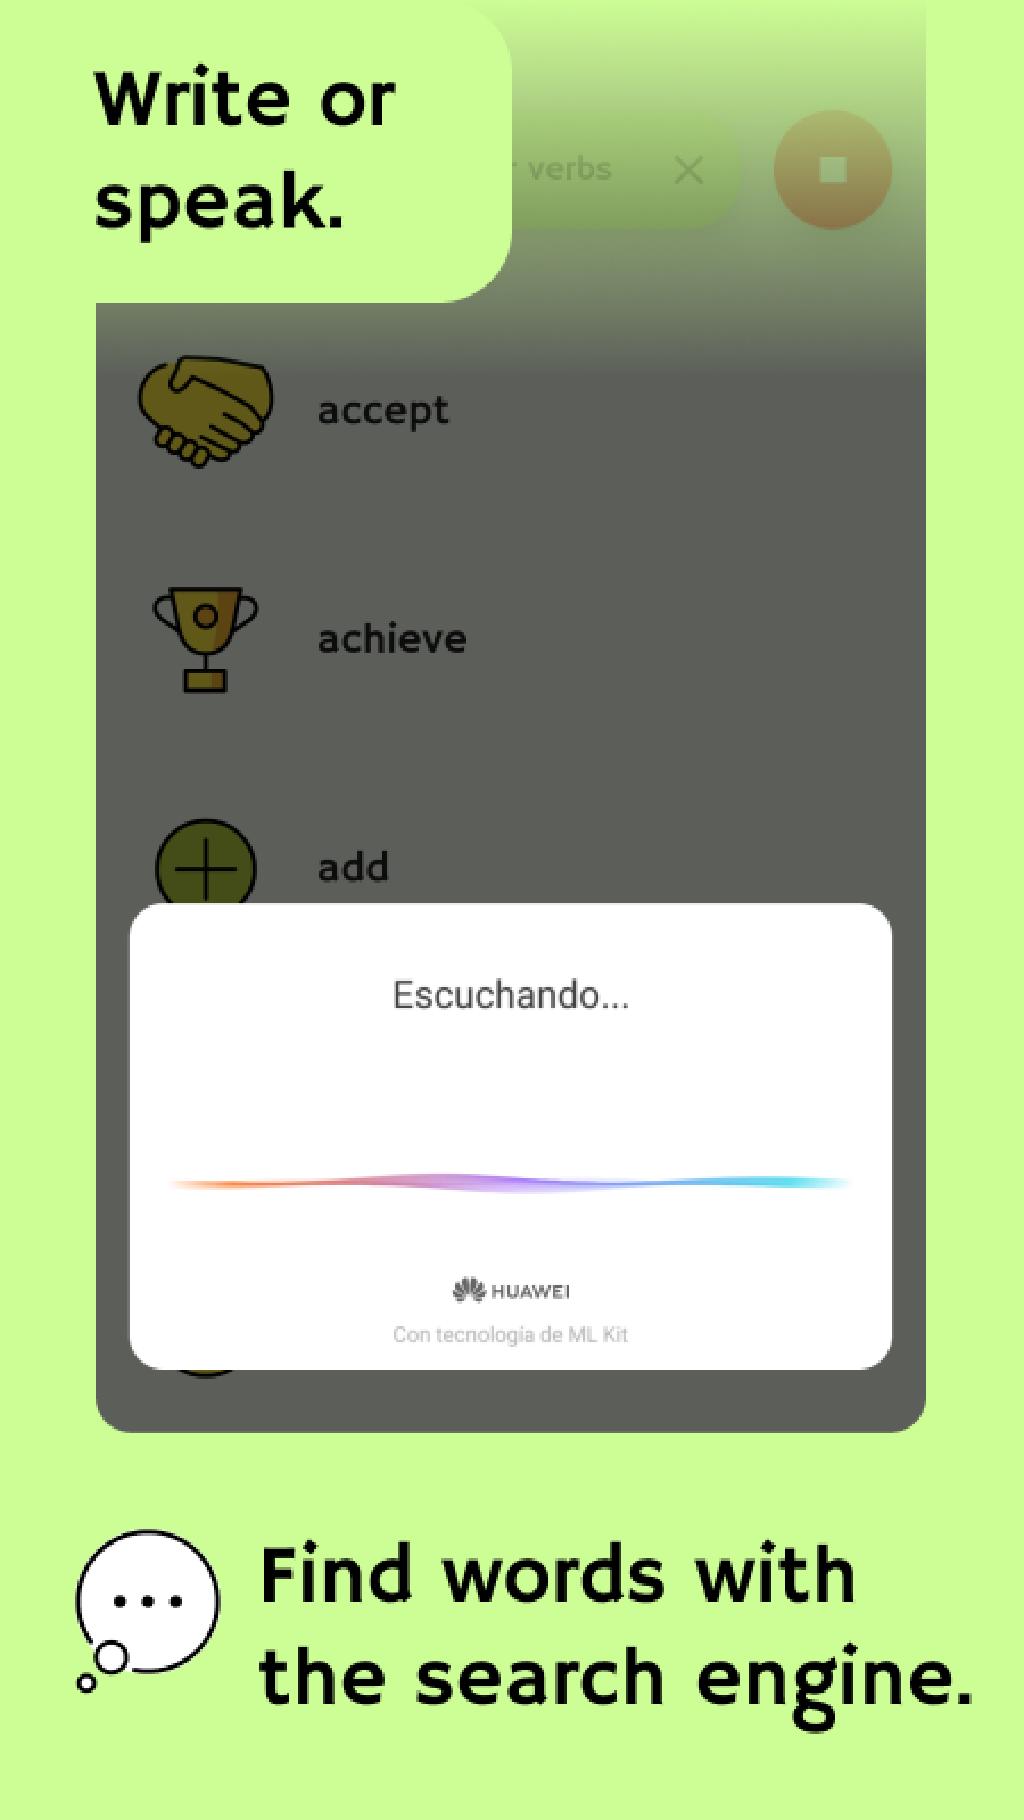 Write or
speak.
verbs
accept
achieve
add
Escuchando...
HUAWEI
Con tecnología de ML Kit
Find words with
the search engine.